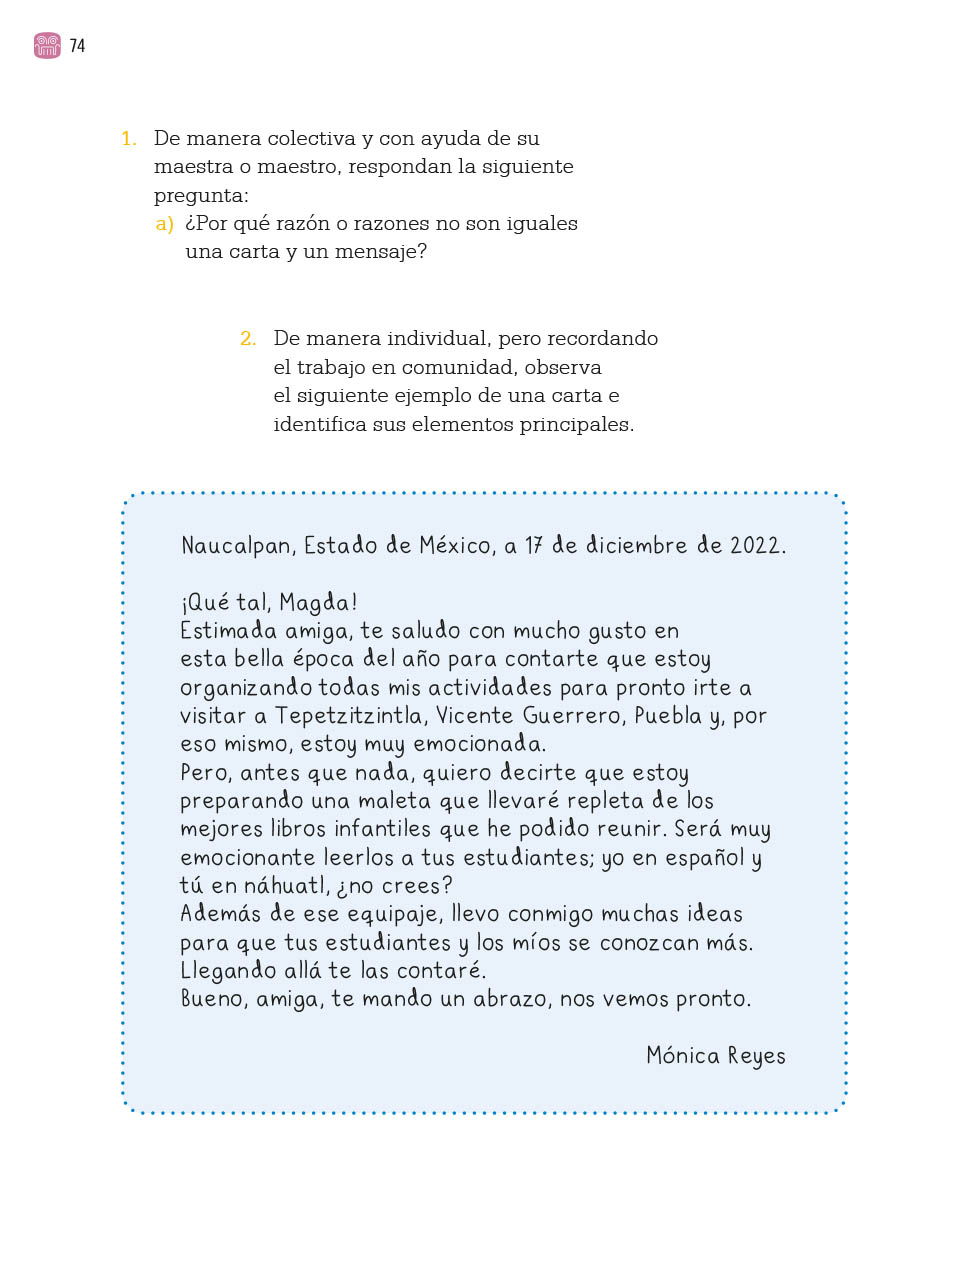 74
1. De manera colectiva y con ayuda de su
maestra o maestro, respondan la siguiente
pregunta:
a) ¿Por qué razón o razones no son iguales
una carta y un mensaje?
2. De manera individual, pero recordando
el trabajo en comunidad, observa
el siguiente ejemplo de una carta e
identifica sus elementos principales.
Naucalpan, Estado de México, a 17 de diciembre de 2022.
¡Qué tal, Magda!
Estimada amiga, te saludo con mucho gusto en
esta bella época del año para contarte que estoy
organizando todas mis actividades para pronto irte a
visitar a Tepetzitzintla, Vicente Guerrero, Puebla y, por
eso mismo, estoy muy emocionada.
Pero, antes que nada, quiero decirte que estoy
preparando una maleta que llevaré repleta de los
mejores libros infantiles que he podido reunir. Será muy
emocionante leerlos a tus estudiantes; yo en español y
tú en náhuatl, ¿no crees?
Además de ese equipaje, llevo conmigo muchas ideas
para que tus estudiantes y los míos se conozcan más.
Llegando allá te las contaré.
Bueno, amiga, te mando un abrazo, nos vemos pronto.
Mónica Reyes